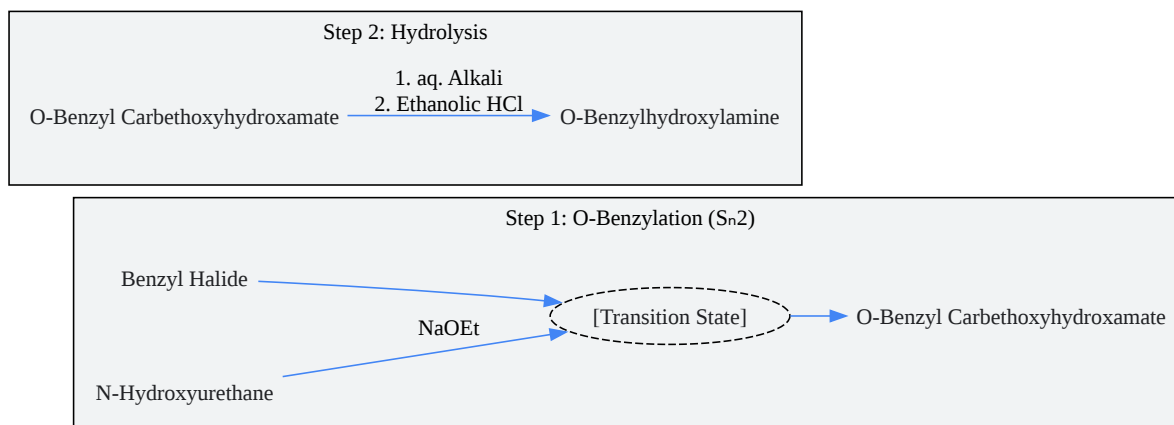 Step 2: Hydrolysis
1. aq. Alkali
2. Ethanolic HCl
O-Benzyl Carbethoxyhydroxamate
O-Benzylhydroxylamine
Step 1: O-Benzylation (Sₙ2)
Benzyl Halide
NaOEt
[Transition State]
O-Benzyl Carbethoxyhydroxamate
N-Hydroxyurethane